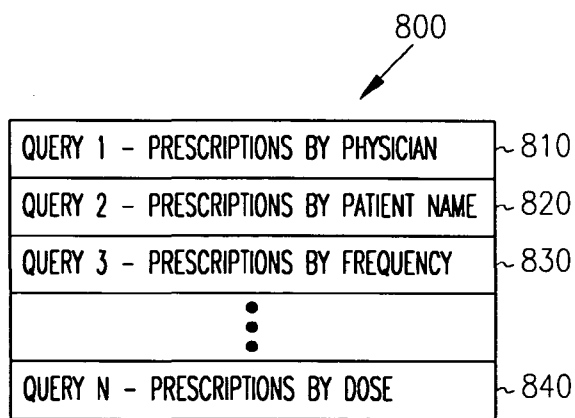 800
QUERY 1 - PRESCRIPTIONS BY PHYSICIAN 810
QUERY 2 - PRESCRIPTIONS BY PATIENT NAME 820
QUERY 3 - PRESCRIPTIONS BY FREQUENCY 830
QUERY N - PRESCRIPTIONS BY DOSE 840